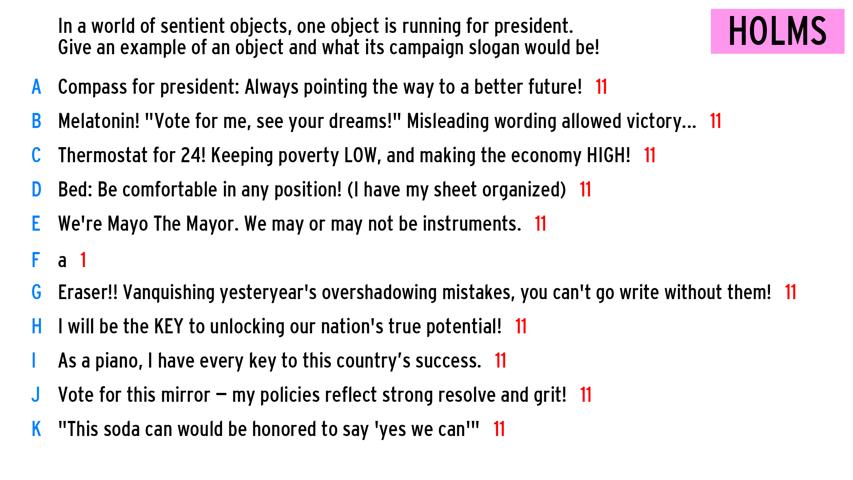 In a world of sentient objects, one object is running for president.
Give an example of an object and what its campaign slogan would be!
HOLMS
A Compass for president: Always pointing the way to a better future! 11
B Melatonin! "Vote for me, see your dreams!" Misleading wording allowed victory... 11
C Thermostat for 24! Keeping poverty LOW, and making the economy HIGH! 11
D Bed: Be comfortable in any position! (I have my sheet organized) 11
E We're Mayo The Mayor. We may or may not be instruments. 11
F a 1
G Eraser!! Vanquishing yesteryear's overshadowing mistakes, you can't go write without them! 11
H I will be the KEY to unlocking our nation's true potential! 11
I As a piano, I have every key to this country’s success. 11
J Vote for this mirror – my policies reflect strong resolve and grit! 11
K "This soda can would be honored to say 'yes we can'" 11